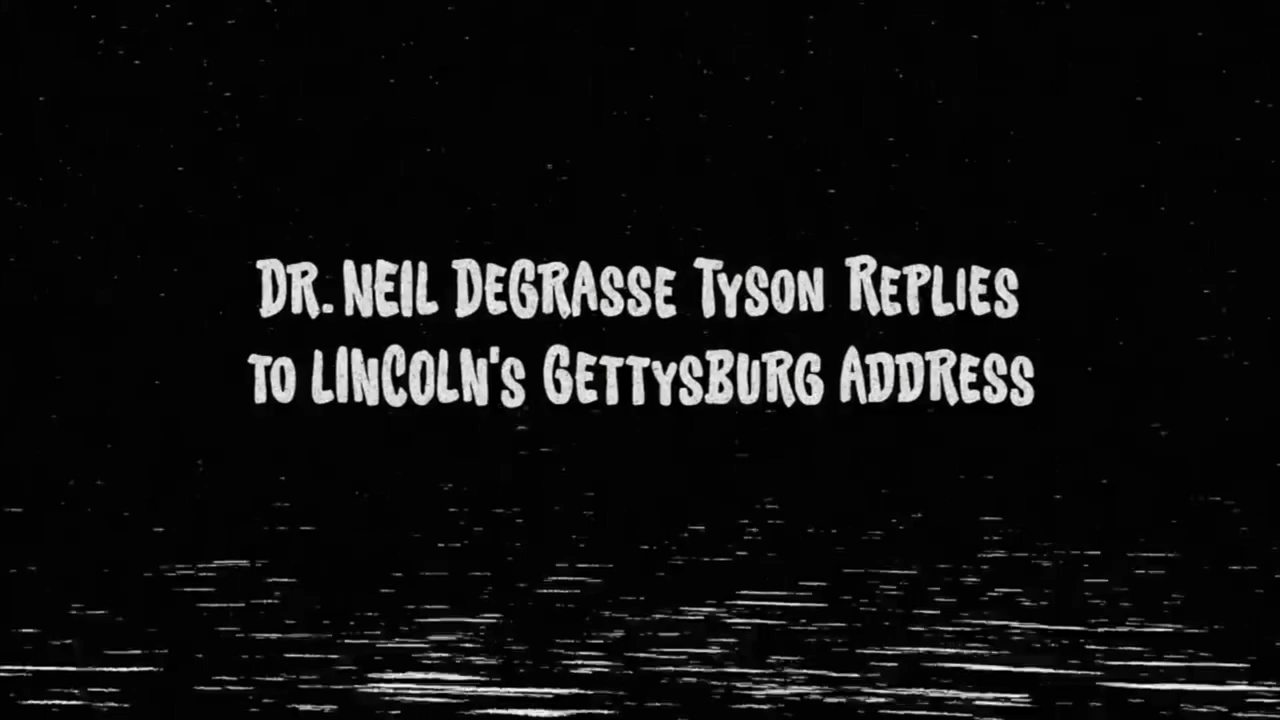 DR. NEIL DEGRASSE TYSON REPLIES
TO LINCOLN'S GETTYSBURG ADDRESS